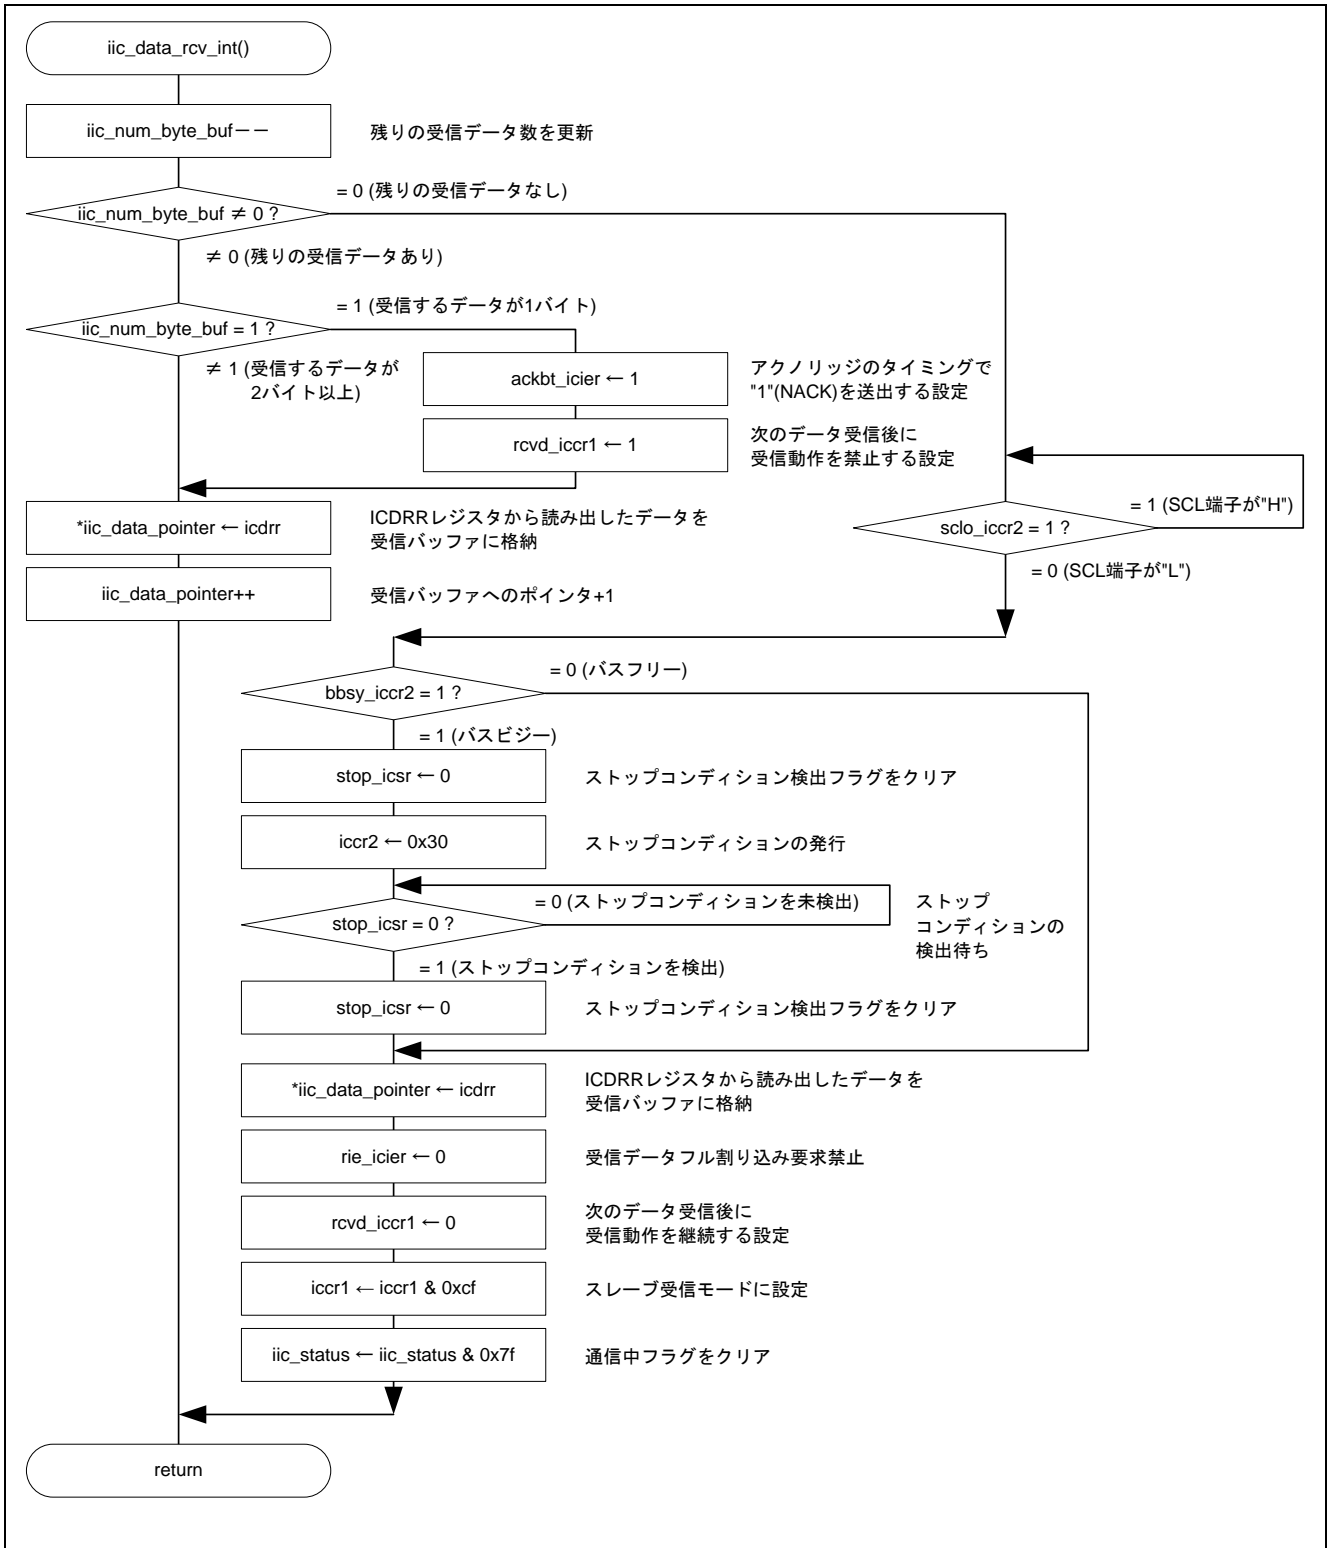 iic_data_rcv_int()
iic_num_byte_buf－－
残りの受信データ数を更新
= 0 (残りの受信データなし)
iic_num_byte_buf ≠ 0 ?
≠ 0 (残りの受信データあり)
= 1 (受信するデータが1バイト)
iic_num_byte_buf = 1 ?
≠ 1 (受信するデータが
2バイト以上)
ackbt_icier ← 1
アクノリッジのタイミングで
"1"(NACK)を送出する設定
rcvd_iccr1 ← 1
次のデータ受信後に
受信動作を禁止する設定
*iic_data_pointer ← icdrr
ICDRRレジスタから読み出したデータを
受信バッファに格納
= 1 (SCL端子が"H")
sclo_iccr2 = 1 ?
= 0 (SCL端子が"L")
iic_data_pointer++
受信バッファへのポインタ+1
= 0 (バスフリー)
bbsy_iccr2 = 1 ?
= 1 (バスビジー)
stop_icsr ← 0
ストップコンディション検出フラグをクリア
iccr2 ← 0x30
ストップコンディションの発行
= 0 (ストップコンディションを未検出)
stop_icsr = 0 ?
ストップ
コンディションの
検出待ち
= 1 (ストップコンディションを検出)
stop_icsr ← 0
ストップコンディション検出フラグをクリア
*iic_data_pointer ← icdrr
ICDRRレジスタから読み出したデータを
受信バッファに格納
rie_icier ← 0
受信データフル割り込み要求禁止
rcvd_iccr1 ← 0
次のデータ受信後に
受信動作を継続する設定
iccr1 ← iccr1 & 0xcf
スレーブ受信モードに設定
iic_status ← iic_status & 0x7f
通信中フラグをクリア
return